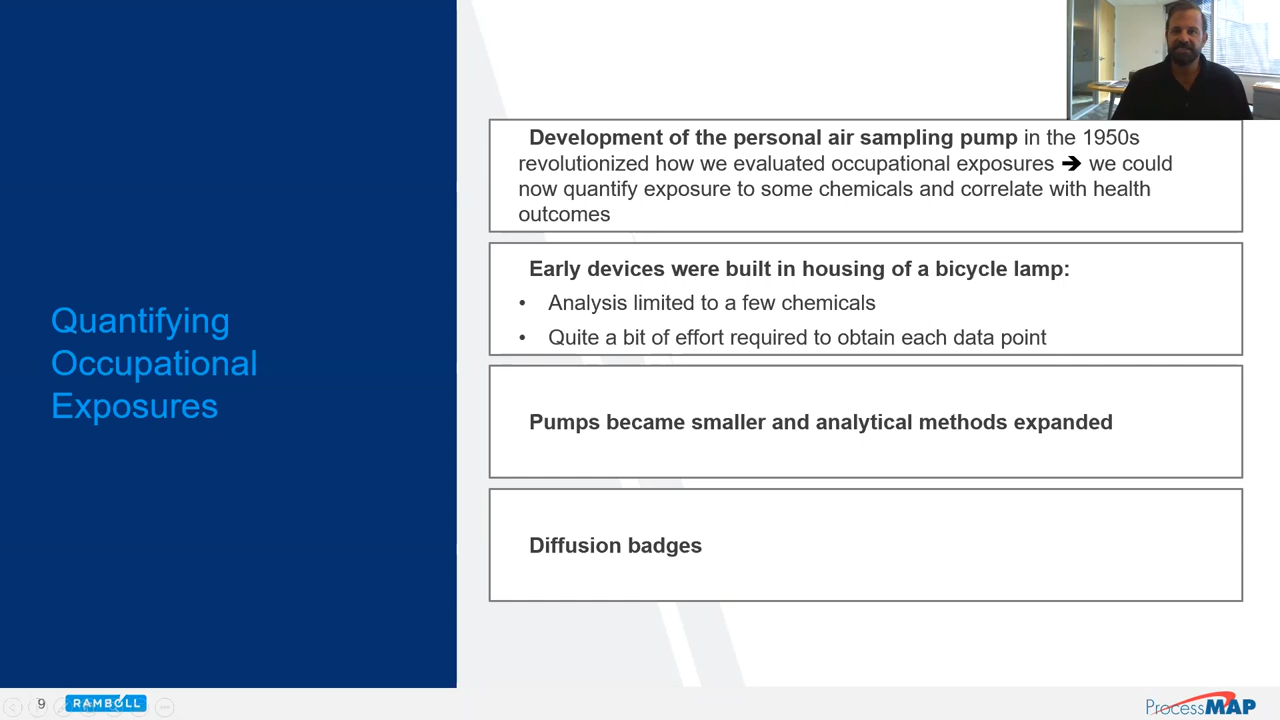 Quantifying
Occupational
Exposures
Development of the personal air sampling pump in the 1950s
revolutionized how we evaluated occupational exposures ➔ we could
now quantify exposure to some chemicals and correlate with health
outcomes
Early devices were built in housing of a bicycle lamp:
• Analysis limited to a few chemicals
• Quite a bit of effort required to obtain each data point
Pumps became smaller and analytical methods expanded
Diffusion badges
9
RAMBOLL
ProcessMAP